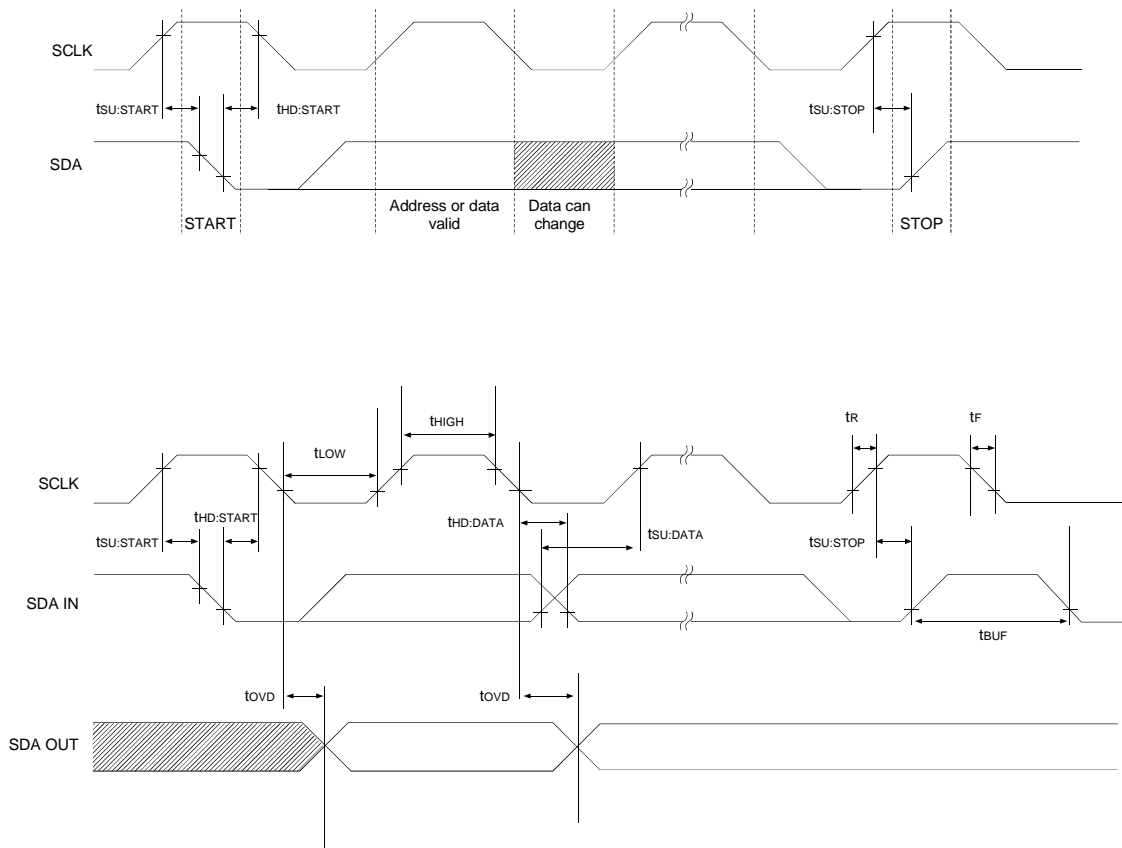 SCLK
tSU:START
tHD:START
tSU:STOP
SDA
Address or data
valid
Data can
change
START
STOP
tHIGH
tR
tF
tLOW
SCLK
tHD:START
tHD:DATA
tSU:START
tSU:DATA
tSU:STOP
SDA IN
tBUF
tOVD
tOVD
SDA OUT